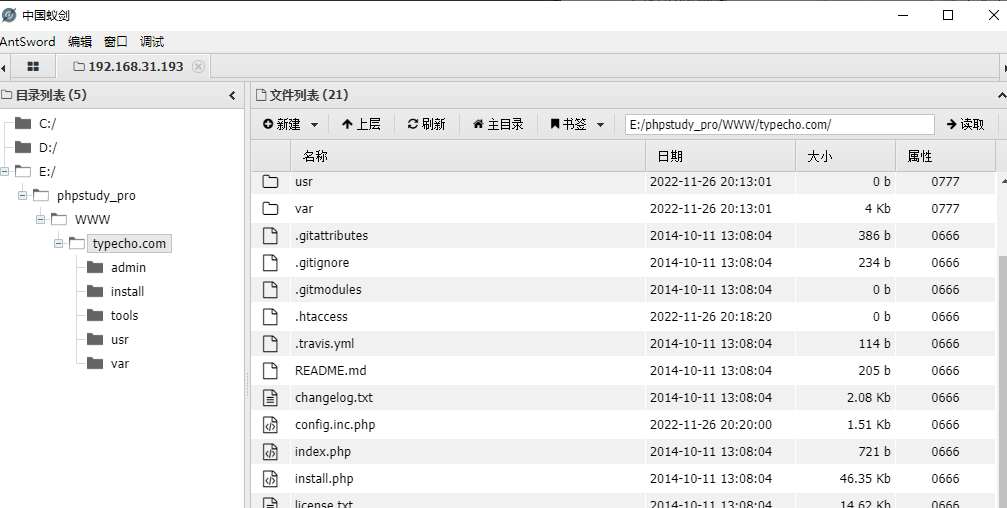 中国蚁剑
AntSword 编辑 窗口 调试
192.168.31.193
目录列表 (5)
C:/
D:/
E:/
phpstudy_pro
WWW
typecho.com
admin
install
tools
usr
var
文件列表 (21)
新建 上层 刷新 主目录 书签 E:/phpstudy_pro/WWW/typecho.com/ 读取
名称 日期 大小 属性
usr 2022-11-26 20:13:01 0 b 0777
var 2022-11-26 20:13:01 4 Kb 0777
.gitattributes 2014-10-11 13:08:04 386 b 0666
.gitignore 2014-10-11 13:08:04 234 b 0666
.gitmodules 2014-10-11 13:08:04 0 b 0666
.htaccess 2022-11-26 20:18:20 0 b 0666
.travis.yml 2014-10-11 13:08:04 114 b 0666
README.md 2014-10-11 13:08:04 205 b 0666
changelog.txt 2014-10-11 13:08:04 2.08 Kb 0666
config.inc.php 2022-11-26 20:20:00 1.51 Kb 0666
index.php 2014-10-11 13:08:04 721 b 0666
install.php 2014-10-11 13:08:04 46.35 Kb 0666
license.txt 2014-10-11 13:08:04 14.62 Kb 0666